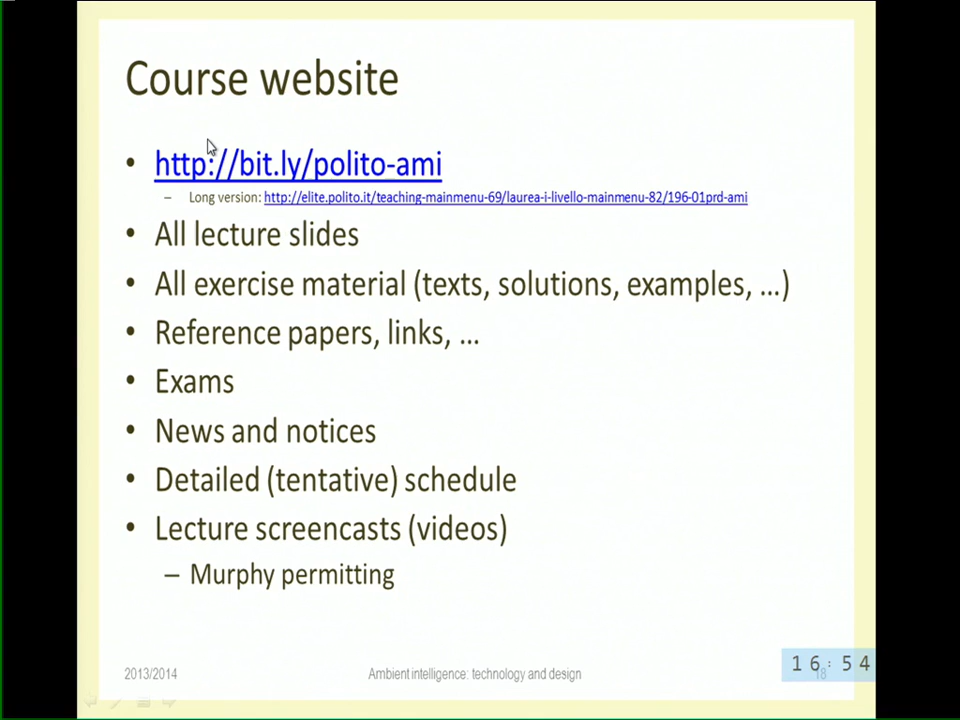 Course website
• http://bit.ly/polito-ami
– Long version: http://elite.polito.it/teaching-mainmenu-69/laurea-i-livello-mainmenu-82/196-01prd-ami
• All lecture slides
• All exercise material (texts, solutions, examples, …)
• Reference papers, links, …
• Exams
• News and notices
• Detailed (tentative) schedule
• Lecture screencasts (videos)
– Murphy permitting
2013/2014
Ambient intelligence: technology and design
18
16:54